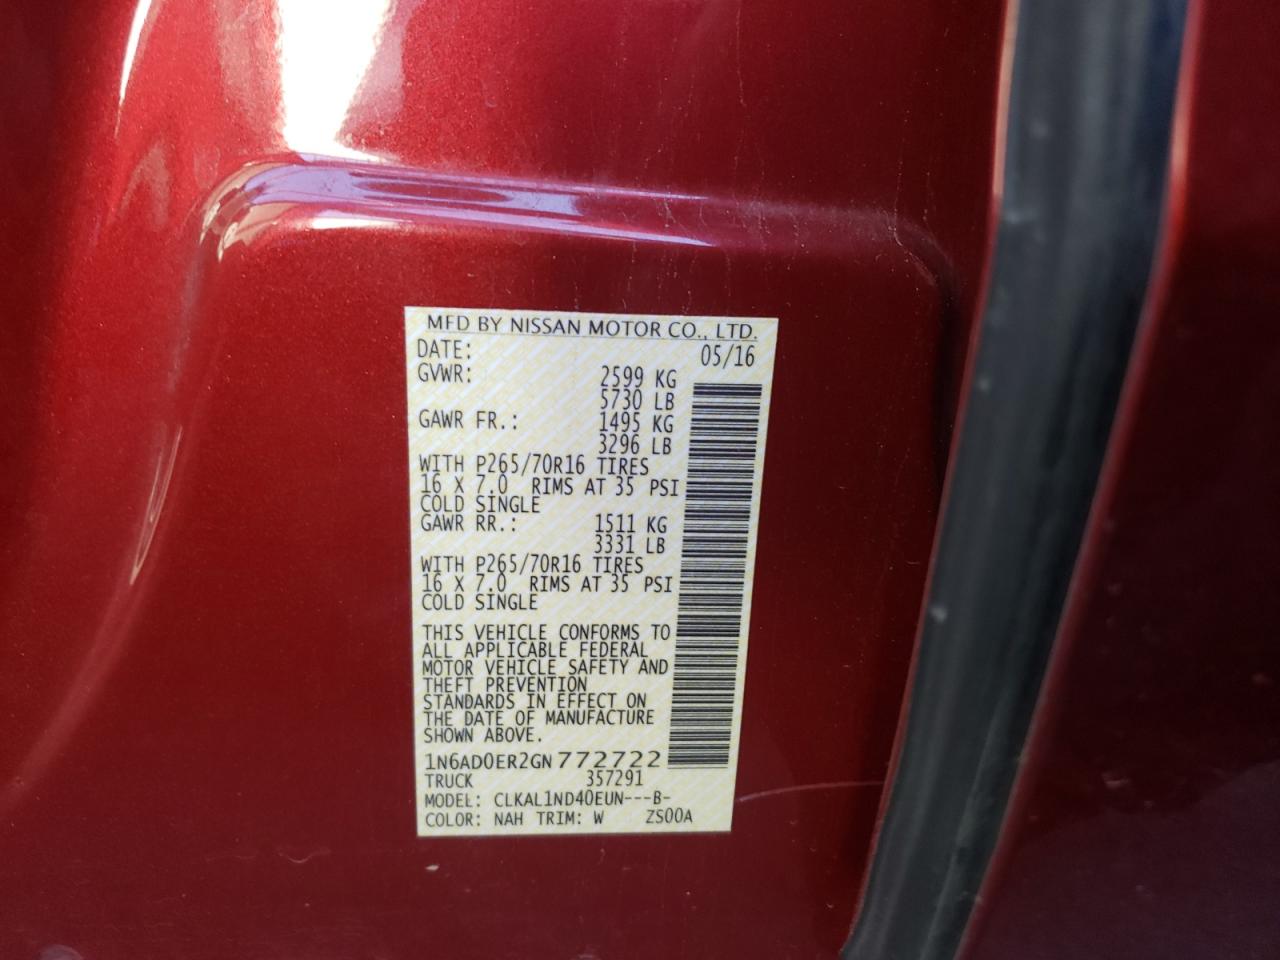 MFD BY NISSAN MOTOR CO., LTD.
DATE: 05/16
GVWR: 2599 KG
5730 LB
GAWR FR.: 1495 KG
3296 LB
WITH P265/70R16 TIRES
16 X 7.0 RIMS AT 35 PSI
COLD SINGLE
GAWR RR.: 1511 KG
3331 LB
WITH P265/70R16 TIRES
16 X 7.0 RIMS AT 35 PSI
COLD SINGLE
THIS VEHICLE CONFORMS TO
ALL APPLICABLE FEDERAL
MOTOR VEHICLE SAFETY AND
THEFT PREVENTION
STANDARDS IN EFFECT ON
THE DATE OF MANUFACTURE
SHOWN ABOVE.
1N6AD0ER2GN772722
TRUCK 357291
MODEL: CLKAL1ND40EUN---B-
COLOR: NAH TRIM: W ZS00A